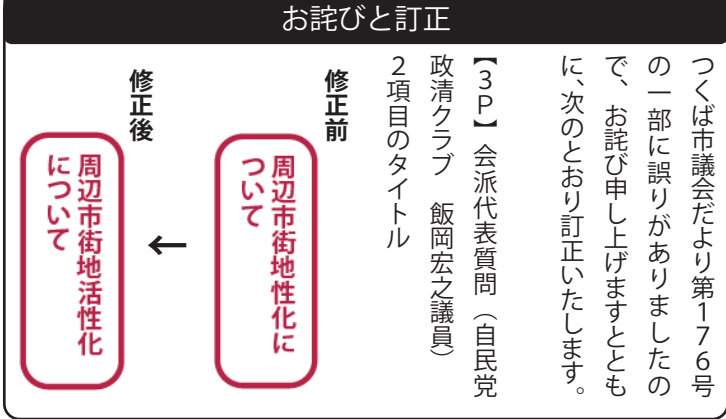 お詫びと訂正
つくば市議会だより第176号
の一部に誤りがありましたの
で、お詫び申し上げますととも
に、次のとおり訂正いたします。
【3P】会派代表質問（自民党
政清クラブ　飯岡宏之議員）
2項目のタイトル
修正前
周辺市街地性化に
ついて
←
修正後
周辺市街地活性化
について